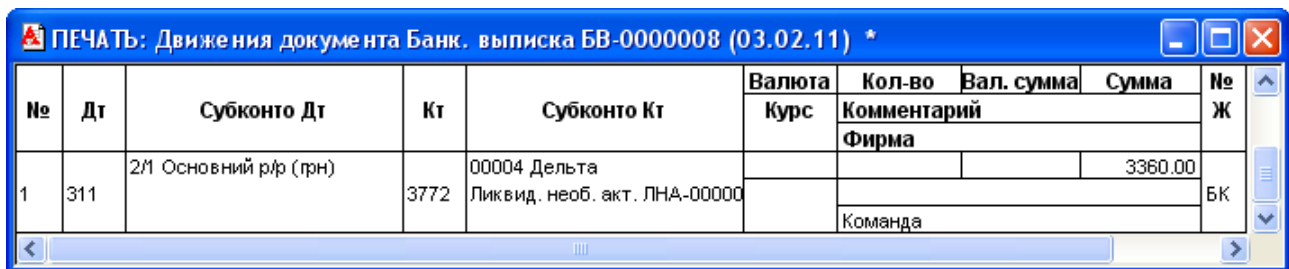 ПЕЧАТЬ: Движения документа Банк. выписка БВ-0000008 (03.02.11) *
№ Дт Субконто Дт Кт Субконто Кт Валюта Кол-во Вал. сумма Сумма № Ж
Курс Комментарий
Фирма
2/1 Основний р/р (грн) 00004 Дельта 3360.00
1 311 3772 Ликвид. необ. акт. ЛНА-00000 БК
Команда